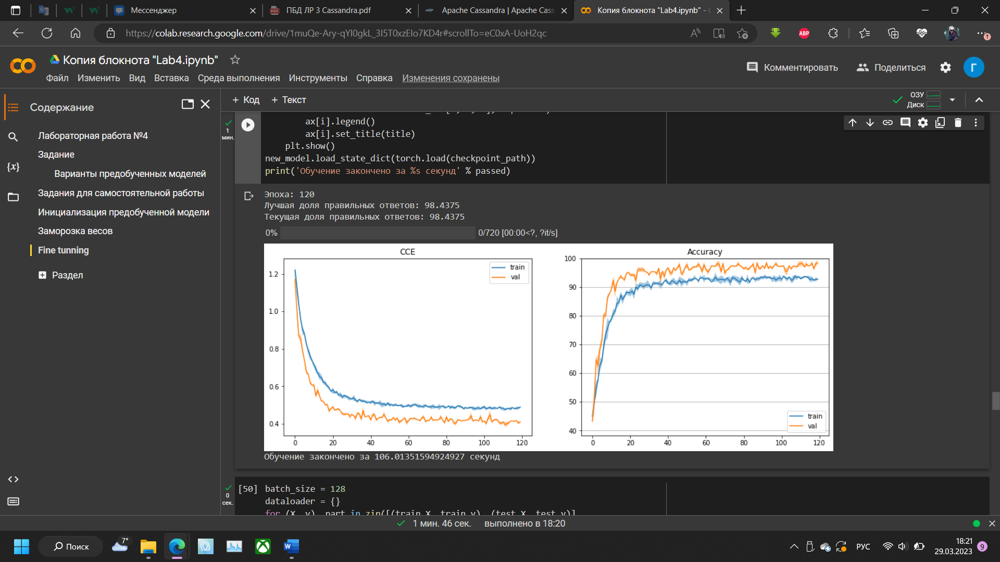 Мессенджер
ПБД ЛР 3 Cassandra.pdf
Apache Cassandra | Apache Cass
Копия блокнота "Lab4.ipynb" - C
https://colab.research.google.com/drive/1muQe-Ary-qYI0gkL_3I5T0xzEIo7KD4r#scrollTo=eC0xA-UoH2qc
ABP
Копия блокнота "Lab4.ipynb"
Файл Изменить Вид Вставка Среда выполнения Инструменты Справка Изменения сохранены
Комментировать
Поделиться
Г
Содержание
Лабораторная работа №4
Задание
Варианты предобученных моделей
Задания для самостоятельной работы
Инициализация предобученной модели
Заморозка весов
Fine tunning
Раздел
+ Код + Текст
ОЗУ
Диск
1
мин.
ax[i].legend()
ax[i].set_title(title)
plt.show()
new_model.load_state_dict(torch.load(checkpoint_path))
print('Обучение закончено за %s секунд' % passed)
Эпоха: 120
Лучшая доля правильных ответов: 98.4375
Текущая доля правильных ответов: 98.4375
0% 0/720 [00:00<?, ?it/s]
CCE
train
val
1.2
1.0
0.8
0.6
0.4
0 20 40 60 80 100 120
Accuracy
100
90
80
70
60
50
40
train
val
0 20 40 60 80 100 120
Обучение закончено за 106.01351594924927 секунд
0
сек.
[50] batch_size = 128
dataloader = {}
for (X, y), part in zip([(train_X, train_y), (test_X, test_y)],
1 мин. 46 сек. выполнено в 18:20
Поиск
7°
РУС
18:21
29.03.2023
9